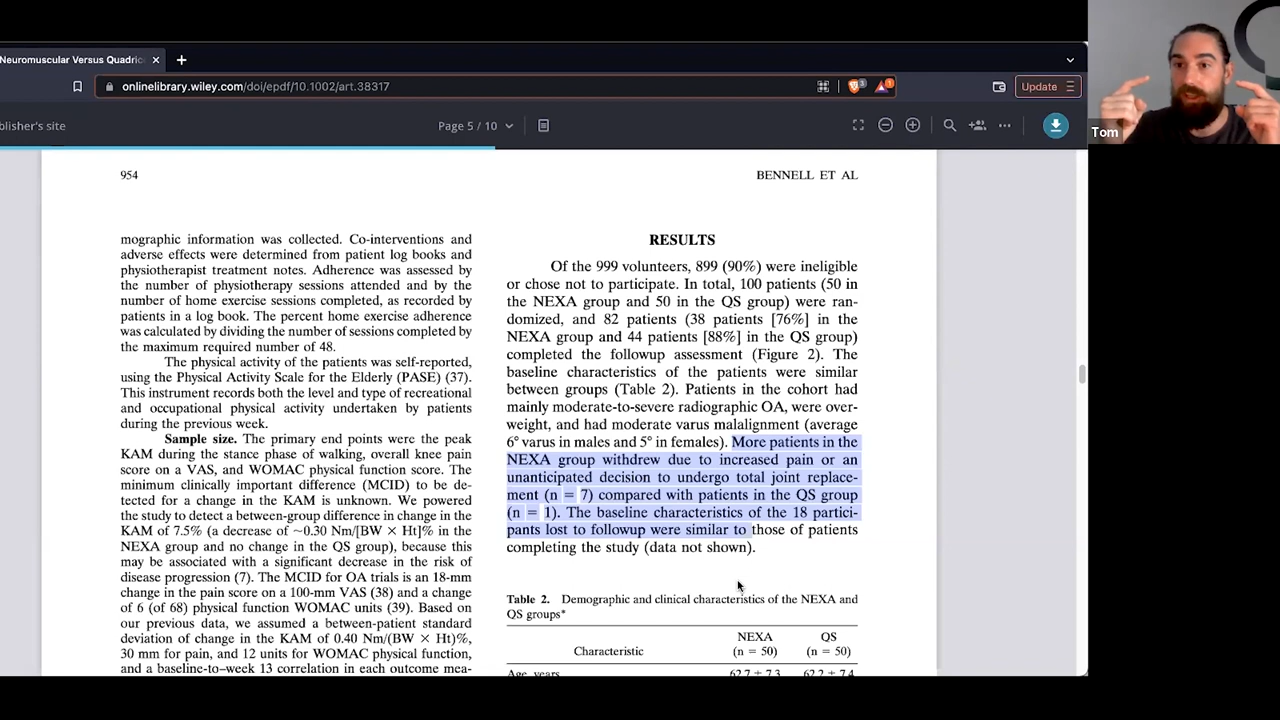 Neuromuscular Versus Quadric
onlinelibrary.wiley.com/doi/epdf/10.1002/art.38317
3
1
Update
blisher's site
Page 5 / 10
Tom
954
BENNELL ET AL
mographic information was collected. Co-interventions and
adverse effects were determined from patient log books and
physiotherapist treatment notes. Adherence was assessed by
the number of physiotherapy sessions attended and by the
number of home exercise sessions completed, as recorded by
patients in a log book. The percent home exercise adherence
was calculated by dividing the number of sessions completed by
the maximum required number of 48.
The physical activity of the patients was self-reported,
using the Physical Activity Scale for the Elderly (PASE) (37).
This instrument records both the level and type of recreational
and occupational physical activity undertaken by patients
during the previous week.
Sample size. The primary end points were the peak
KAM during the stance phase of walking, overall knee pain
score on a VAS, and WOMAC physical function score. The
minimum clinically important difference (MCID) to be de-
tected for a change in the KAM is unknown. We powered
the study to detect a between-group difference in change in the
KAM of 7.5% (a decrease of ~0.30 Nm/[BW × Ht]% in the
NEXA group and no change in the QS group), because this
may be associated with a significant decrease in the risk of
disease progression (7). The MCID for OA trials is an 18-mm
change in the pain score on a 100-mm VAS (38) and a change
of 6 (of 68) physical function WOMAC units (39). Based on
our previous data, we assumed a between-patient standard
deviation of change in the KAM of 0.40 Nm/(BW × Ht)%,
30 mm for pain, and 12 units for WOMAC physical function,
and a baseline-to–week 13 correlation in each outcome mea-
RESULTS
Of the 999 volunteers, 899 (90%) were ineligible
or chose not to participate. In total, 100 patients (50 in
the NEXA group and 50 in the QS group) were ran-
domized, and 82 patients (38 patients [76%] in the
NEXA group and 44 patients [88%] in the QS group)
completed the followup assessment (Figure 2). The
baseline characteristics of the patients were similar
between groups (Table 2). Patients in the cohort had
mainly moderate-to-severe radiographic OA, were over-
weight, and had moderate varus malalignment (average
6° varus in males and 5° in females). More patients in the
NEXA group withdrew due to increased pain or an
unanticipated decision to undergo total joint replace-
ment (n = 7) compared with patients in the QS group
(n = 1). The baseline characteristics of the 18 partici-
pants lost to followup were similar to those of patients
completing the study (data not shown).
Table 2. Demographic and clinical characteristics of the NEXA and
QS groups*
NEXA QS
Characteristic (n = 50) (n = 50)
Age, years 62.7 ± 7.3 62.2 ± 7.4